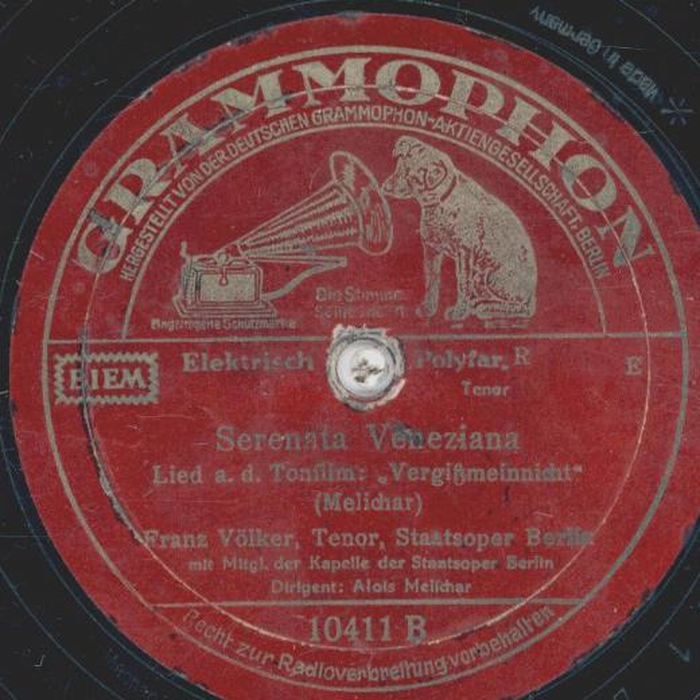 Made in Germany
GRAMMOPHON
HERGESTELLT VON DER DEUTSCHEN GRAMMOPHON-AKTIENGESELLSCHAFT, BERLIN
Die Stimme
seines Herrn
Eingetragene Schutzmarke
BIEM
Elektrisch Polyfar. R E
Tenor
Serenata Veneziana
Lied a. d. Tonfilm: „Vergißmeinnicht“
(Melichar)
Franz Völker, Tenor, Staatsoper Berlin
mit Mitgl. der Kapelle der Staatsoper Berlin
Dirigent: Alois Melichar
10411 B
Recht zur Radioverbreitung vorbehalten